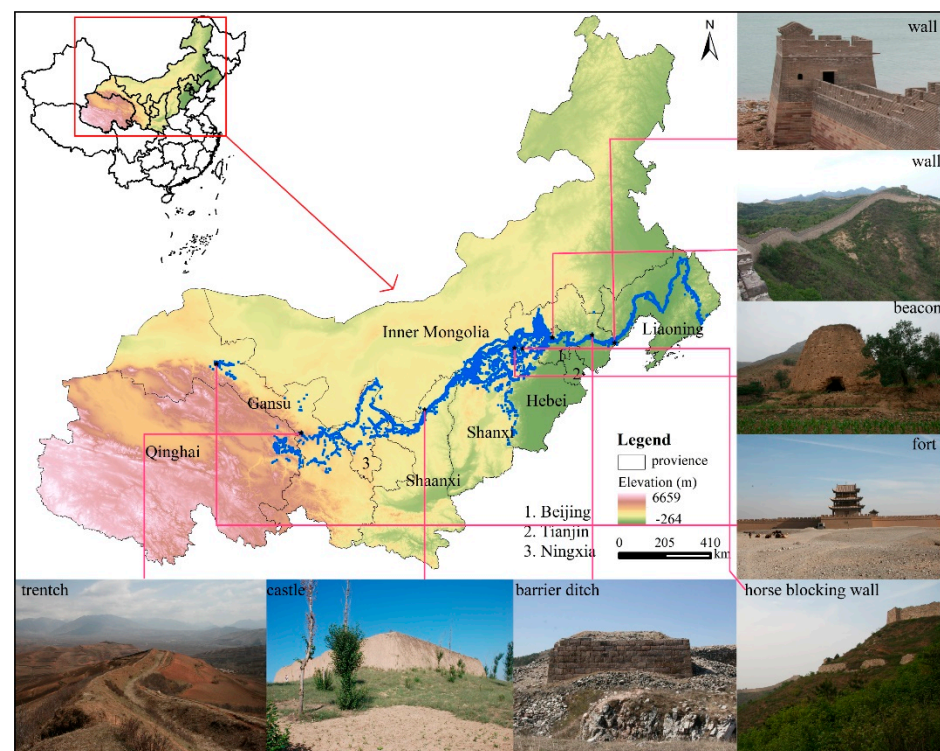 N
wall
wall
beacon
fort
Inner Mongolia
Liaoning
1
2
Hebei
Gansu
Shanxi
Qinghai
3
Shaanxi
Legend
provience
Elevation (m)
6659
-264
1. Beijing
2. Tianjin
3. Ningxia
0 205 410
km
trentch
castle
barrier ditch
horse blocking wall